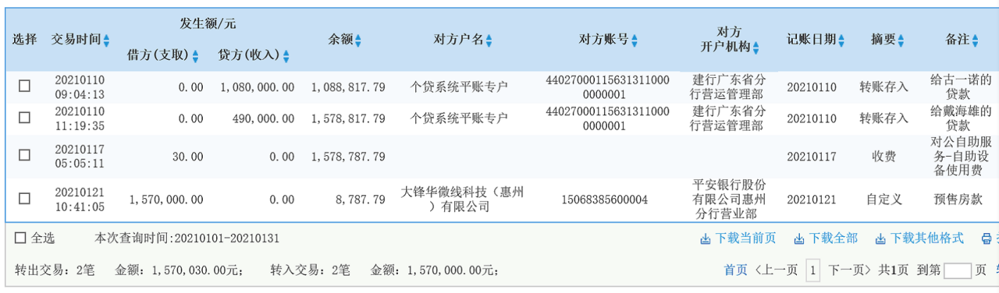 选择 交易时间 发生额/元 余额 对方户名 对方账号 对方 记账日期 摘要 备注
借方(支取) 贷方(收入) 开户机构
20210110 建行广东省分 给古一诺的
09:04:13 0.00 1,080,000.00 1,088,817.79 个贷系统平账专户 44027000115631311000 行营运管理部 20210110 转账存入 贷款
0000001
20210110 建行广东省分 给戴海雄的
11:19:35 0.00 490,000.00 1,578,817.79 个贷系统平账专户 44027000115631311000 行营运管理部 20210110 转账存入 贷款
0000001
20210117 对公自助服
05:05:11 30.00 0.00 1,578,787.79 20210117 收费 务-自助设
备使用费
20210121 大锋华微线科技（惠州 平安银行股份
10:41:05 1,570,000.00 0.00 8,787.79 ）有限公司 15068385600004 有限公司惠州 20210121 自定义 预售房款
分行营业部
全选 本次查询时间:20210101-20210131 下载当前页 下载全部 下载其他格式
转出交易: 2笔 金额: 1,570,030.00元; 转入交易: 2笔 金额: 1,570,000.00元; 首页 〈上一页 1 下一页〉 共1页 到第 页